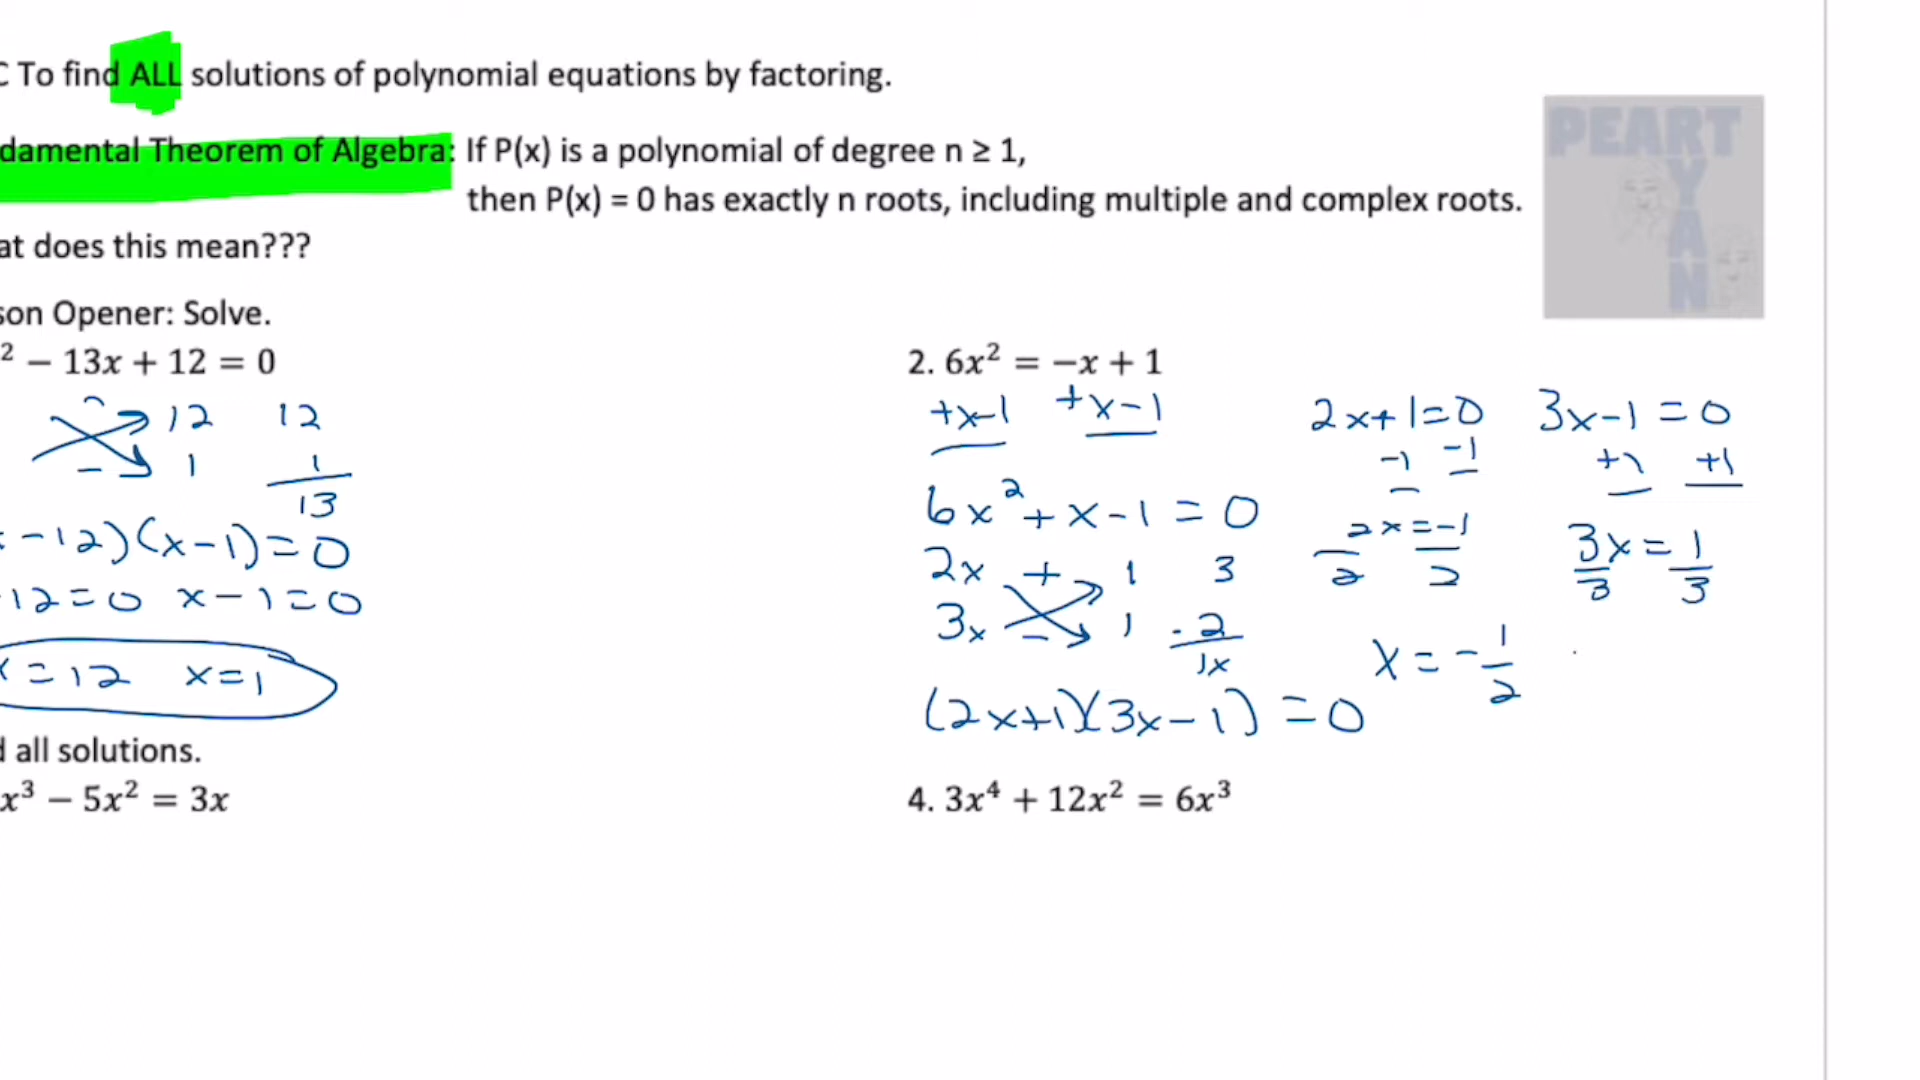 To find ALL solutions of polynomial equations by factoring.
damental Theorem of Algebra: If P(x) is a polynomial of degree n ≥ 1,
then P(x) = 0 has exactly n roots, including multiple and complex roots.
at does this mean???
son Opener: Solve.
² − 13x + 12 = 0
12 12
− 1 1
13
-12)(x-1)=0
12=0 x-1=0
x=12 x=1
all solutions.
x³ − 5x² = 3x
2. 6x² = −x + 1
+x-1 +x-1
6x²+x-1=0
2x + 1 3
3x - 1 -2
1x
(2x+1)(3x-1)=0
2x+1=0
-1 -1
2x=-1
2 2
x=-1/2
3x-1=0
+1 +1
3x=1
3 3
4. 3x⁴ + 12x² = 6x³
PEART
RYAN